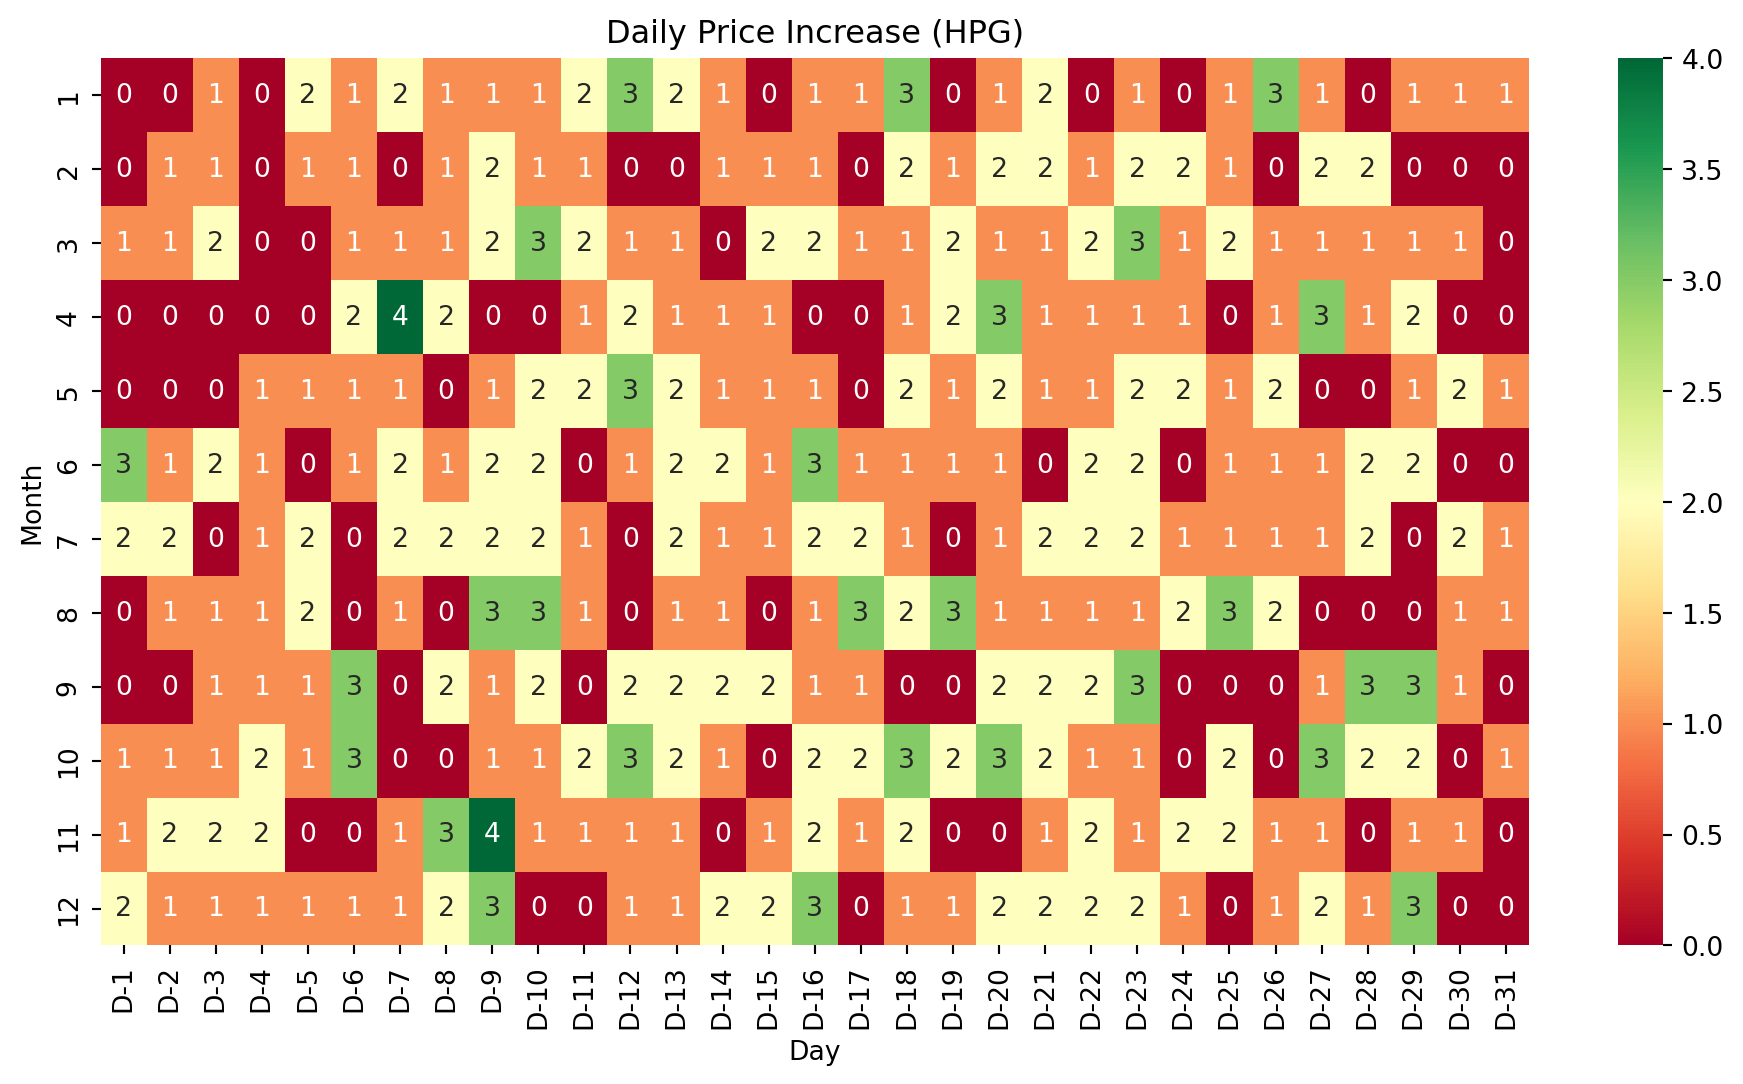 Daily Price Increase (HPG)
1 0 0 1 0 2 1 2 1 1 1 2 3 2 1 0 1 1 3 0 1 2 0 1 0 1 3 1 0 1 1 1
2 0 1 1 0 1 1 0 1 2 1 1 0 0 1 1 1 0 2 1 2 2 1 2 2 1 0 2 2 0 0 0
3 1 1 2 0 0 1 1 1 2 3 2 1 1 0 2 2 1 1 2 1 1 2 3 1 2 1 1 1 1 1 0
4 0 0 0 0 0 2 4 2 0 0 1 2 1 1 1 0 0 1 2 3 1 1 1 1 0 1 3 1 2 0 0
5 0 0 0 1 1 1 1 0 1 2 2 3 2 1 1 1 0 2 1 2 1 1 2 2 1 2 0 0 1 2 1
6 3 1 2 1 0 1 2 1 2 2 0 1 2 2 1 3 1 1 1 1 0 2 2 0 1 1 1 2 2 0 0
7 2 2 0 1 2 0 2 2 2 2 1 0 2 1 1 2 2 1 0 1 2 2 2 1 1 1 1 2 0 2 1
8 0 1 1 1 2 0 1 0 3 3 1 0 1 1 0 1 3 2 3 1 1 1 1 2 3 2 0 0 0 1 1
9 0 0 1 1 1 3 0 2 1 2 0 2 2 2 2 1 1 0 0 2 2 2 3 0 0 0 1 3 3 1 0
10 1 1 1 2 1 3 0 0 1 1 2 3 2 1 0 2 2 3 2 3 2 1 1 0 2 0 3 2 2 0 1
11 1 2 2 2 0 0 1 3 4 1 1 1 1 0 1 2 1 2 0 0 1 2 1 2 2 1 1 0 1 1 0
12 2 1 1 1 1 1 1 2 3 0 0 1 1 2 2 3 0 1 1 2 2 2 2 1 0 1 2 1 3 0 0
Month
D-1 D-2 D-3 D-4 D-5 D-6 D-7 D-8 D-9 D-10 D-11 D-12 D-13 D-14 D-15 D-16 D-17 D-18 D-19 D-20 D-21 D-22 D-23 D-24 D-25 D-26 D-27 D-28 D-29 D-30 D-31
Day
4.0
3.5
3.0
2.5
2.0
1.5
1.0
0.5
0.0